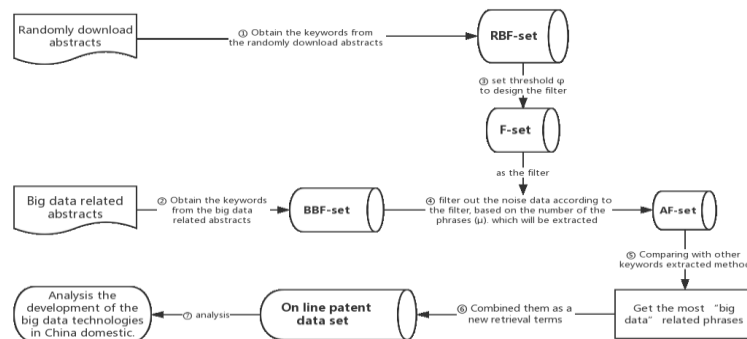 Randomly download
abstracts
① Obtain the keywords from
the randomly download abstracts
RBF-set
③ set threshold φ
to design the filter
F-set
as the filter
Big data related
abstracts
② Obtain the keywords
from the big data
related abstracts
BBF-set
④ filter out the noise data according to
the filter, based on the number of the
phrases (μ). which will be extracted
AF-set
⑤ Comparing with other
keywords extracted method
Get the most “big
data” related phrases
⑥ Combined them as a
new retrieval terms
On line patent
data set
⑦ analysis
Analysis the
development of the
big data technologies
in China domestic.